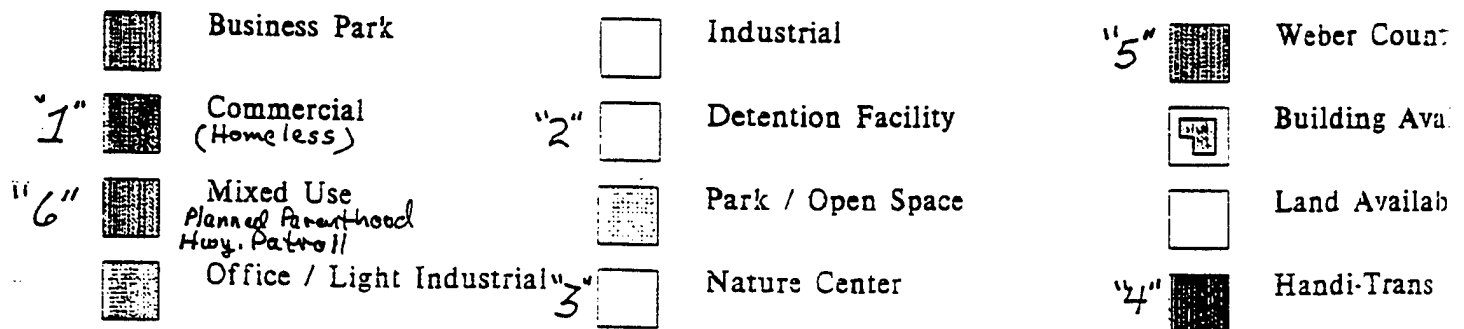 Business Park
"1" Commercial
(Homeless)
"6" Mixed Use
Planned Parenthood
Hwy. Patroll
Office / Light Industrial
Industrial
"2" Detention Facility
Park / Open Space
"3" Nature Center
"5" Weber Coun
Building Ava
Land Availab
"4" Handi-Trans